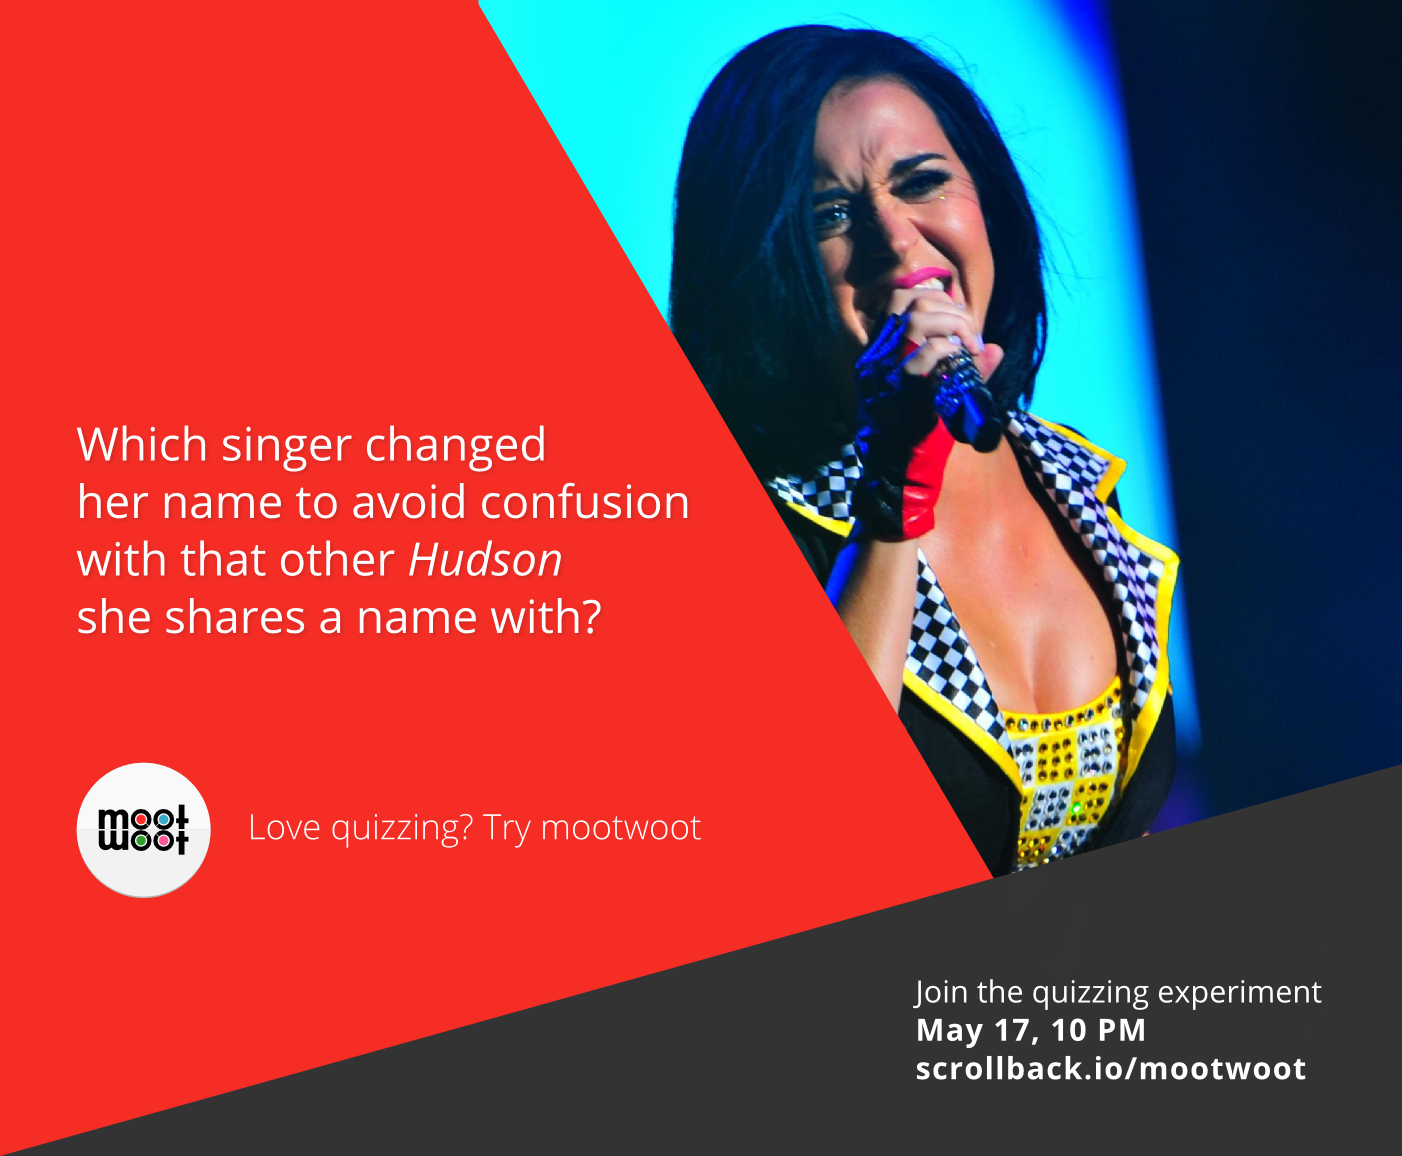 Which singer changed
her name to avoid confusion
with that other Hudson
she shares a name with?
moot
woot
Love quizzing? Try mootwoot
Join the quizzing experiment
May 17, 10 PM
scrollback.io/mootwoot